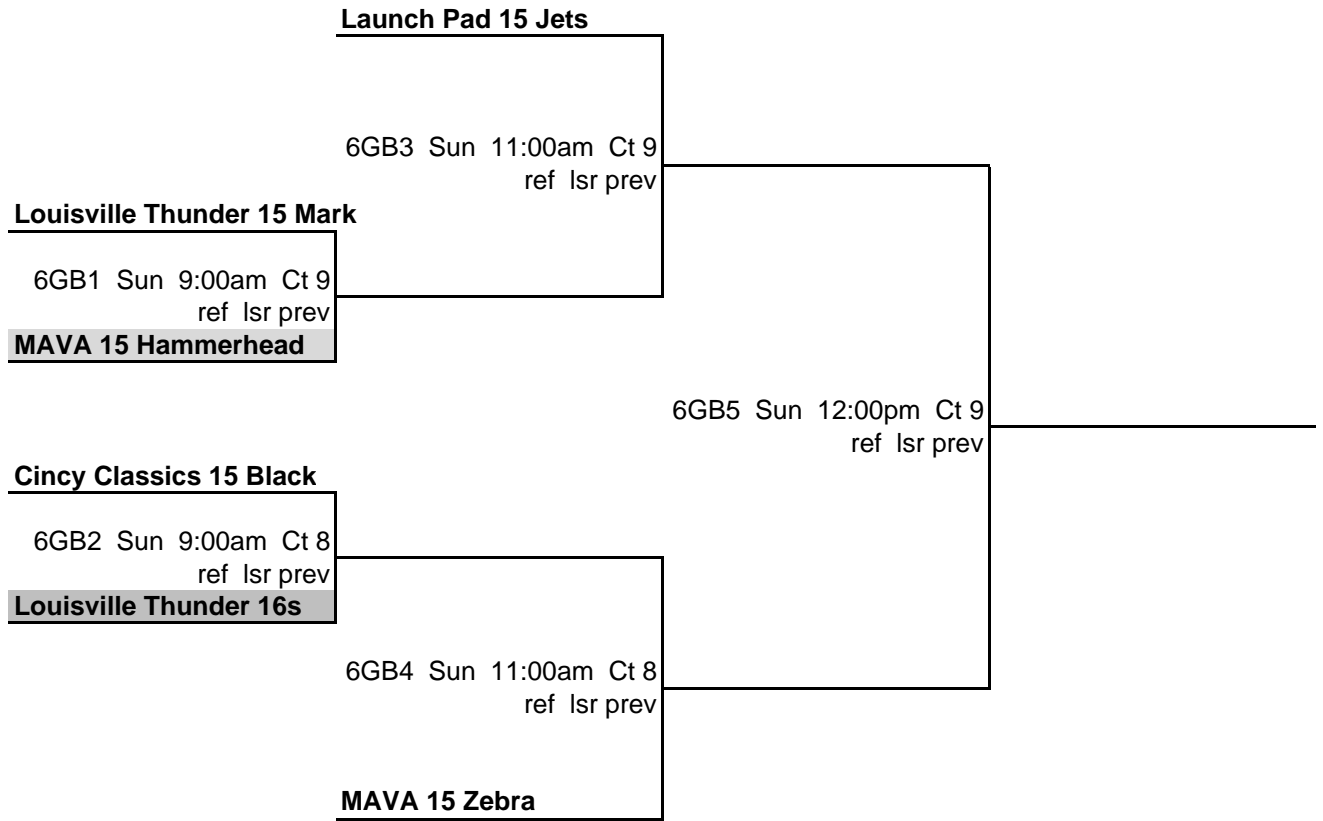 Launch Pad 15 Jets
6GB3 Sun 11:00am Ct 9
ref lsr prev
Louisville Thunder 15 Mark
6GB1 Sun 9:00am Ct 9
ref lsr prev
MAVA 15 Hammerhead
6GB5 Sun 12:00pm Ct 9
ref lsr prev
Cincy Classics 15 Black
6GB2 Sun 9:00am Ct 8
ref lsr prev
Louisville Thunder 16s
6GB4 Sun 11:00am Ct 8
ref lsr prev
MAVA 15 Zebra